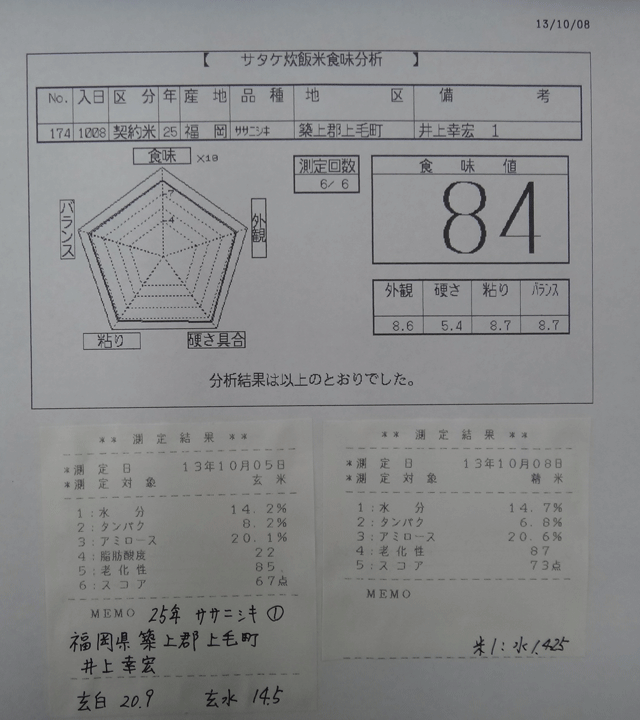 13/10/08
【 サタケ炊飯米食味分析 】
No. 入日 区分 年 産地 品種 地区 備考
174 1008 契約米 25 福岡 ササニシキ 築上郡上毛町 井上幸宏 1
食味 ×10
7
4
バランス
外観
粘り
硬さ具合
測定回数
6/ 6
食味値
84
外観 硬さ 粘り バランス
8.6 5.4 8.7 8.7
分析結果は以上のとおりでした。
** 測定結果 **
*測定日 13年10月05日
*測定対象 玄米
1:水分 14.2%
2:タンパク 8.2%
3:アミロース 20.1%
4:脂肪酸度 22
5:老化性 85
6:スコア 67点
MEMO 25年 ササニシキ ①
福岡県築上郡上毛町
井上幸宏
玄白 20.9 玄水 14.5
** 測定結果 **
*測定日 13年10月08日
*測定対象 精米
1:水分 14.7%
2:タンパク 6.8%
3:アミロース 20.6%
4:老化性 87
5:スコア 73点
MEMO
米1:水1.425